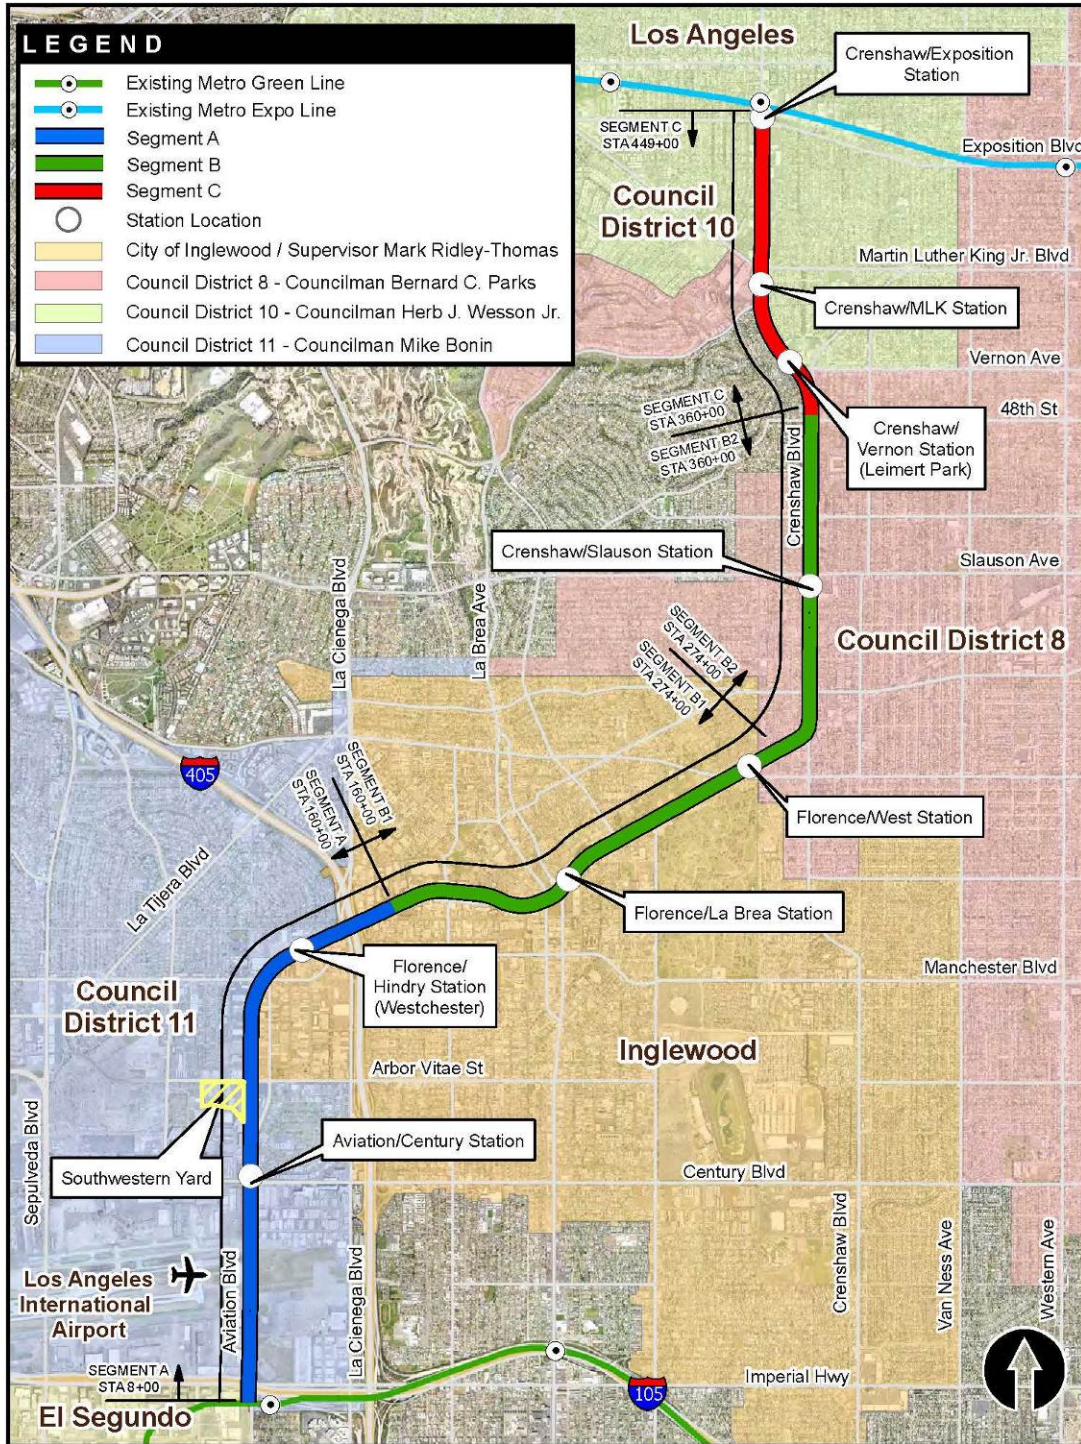 LEGEND
Existing Metro Green Line
Existing Metro Expo Line
Segment A
Segment B
Segment C
Station Location
City of Inglewood / Supervisor Mark Ridley-Thomas
Council District 8 - Councilman Bernard C. Parks
Council District 10 - Councilman Herb J. Wesson Jr.
Council District 11 - Councilman Mike Bonin
Los Angeles
Crenshaw/Exposition
Station
SEGMENT C
STA 449+00
Exposition Blvd
Council
District 10
Martin Luther King Jr. Blvd
Crenshaw/MLK Station
Vernon Ave
SEGMENT C
STA 360+00
SEGMENT B2
STA 360+00
48th St
Crenshaw/
Vernon Station
(Leimert Park)
Crenshaw Blvd
Crenshaw/Slauson Station
Slauson Ave
La Cienega Blvd
La Brea Ave
SEGMENT B2
STA 274+00
SEGMENT B1
STA 274+00
Council District 8
405
SEGMENT B1
STA 160+00
SEGMENT A
STA 160+00
Florence/West Station
La Tijera Blvd
Florence/La Brea Station
Florence/
Hindry Station
(Westchester)
Manchester Blvd
Council
District 11
Inglewood
Arbor Vitae St
Aviation/Century Station
Southwestern Yard
Century Blvd
Sepulveda Blvd
Los Angeles
International
Airport
Aviation Blvd
La Cienega Blvd
Crenshaw Blvd
Van Ness Ave
Western Ave
SEGMENT A
STA 8+00
El Segundo
105
Imperial Hwy